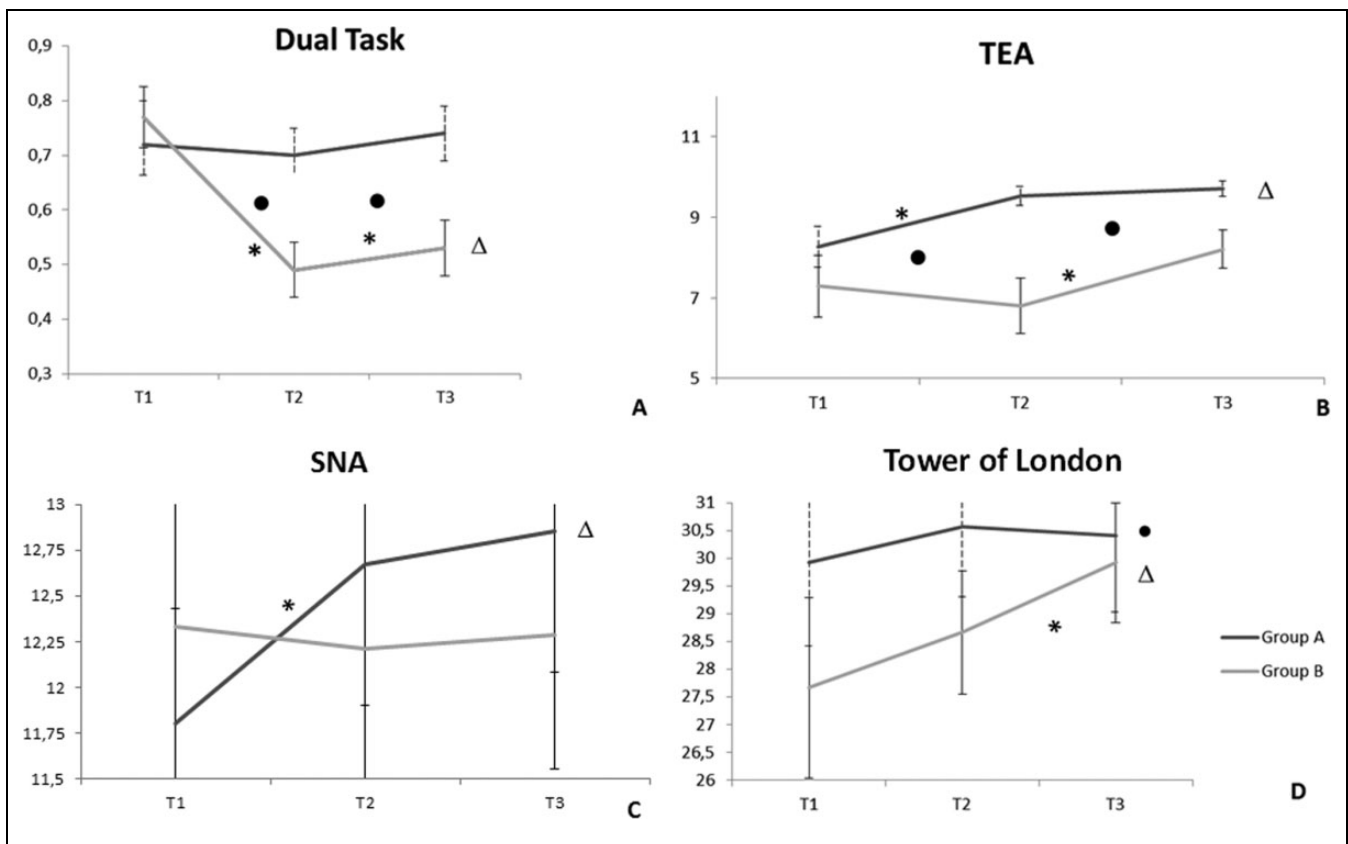 Dual Task
0,9
0,8
0,7
0,6
0,5
0,4
0,3
● ●
* *
Δ
T1 T2 T3
A
TEA
11
9
7
5
* ● ● *
Δ
T1 T2 T3
B
SNA
13
12,75
12,5
12,25
12
11,75
11,5
*
Δ
T1 T2 T3
C
Tower of London
31
30,5
30
29,5
29
28,5
28
27,5
27
26,5
26
●
Δ
*
T1 T2 T3
D
Group A
Group B